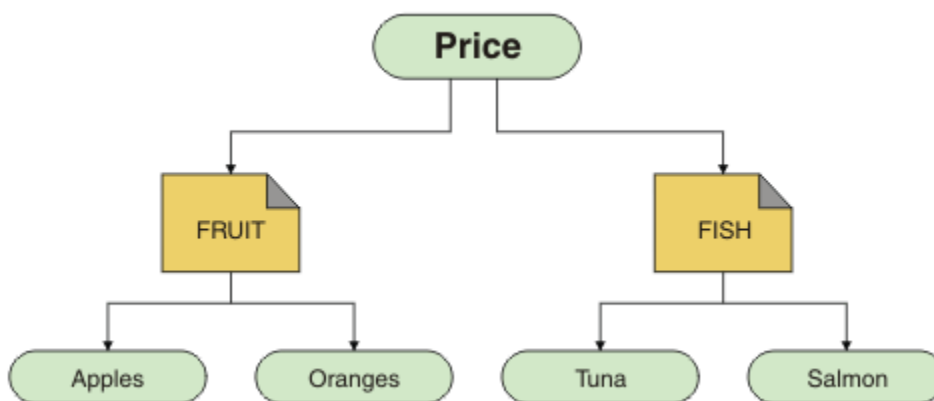 Price
FRUIT
FISH
Apples
Oranges
Tuna
Salmon